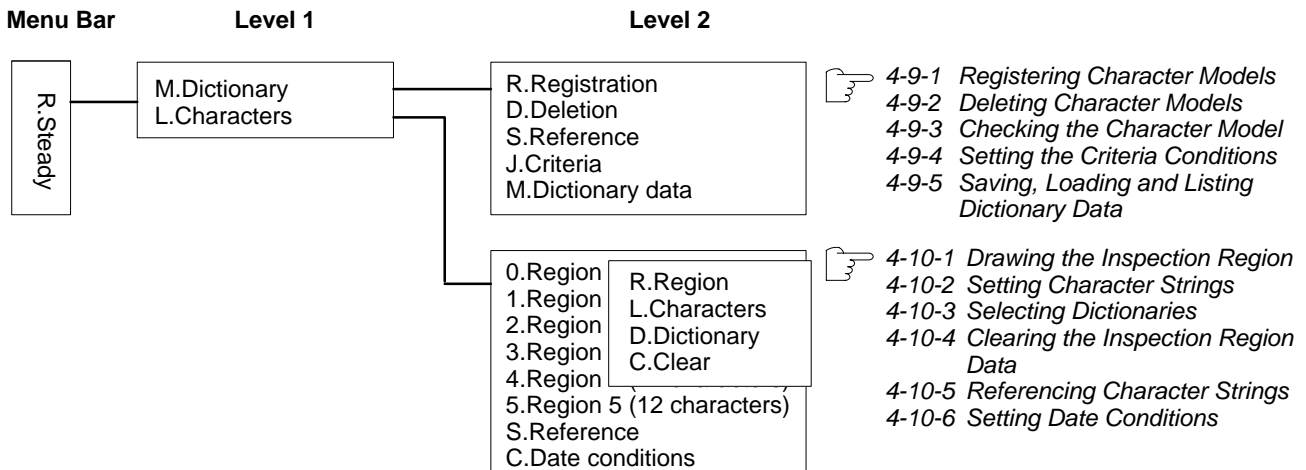 Menu Bar Level 1 Level 2
R.Steady
M.Dictionary
L.Characters
R.Registration
D.Deletion
S.Reference
J.Criteria
M.Dictionary data
4-9-1 Registering Character Models
4-9-2 Deleting Character Models
4-9-3 Checking the Character Model
4-9-4 Setting the Criteria Conditions
4-9-5 Saving, Loading and Listing
Dictionary Data
0.Region
1.Region
2.Region
3.Region
4.Region
5.Region 5 (12 characters)
S.Reference
C.Date conditions
R.Region
L.Characters
D.Dictionary
C.Clear
4-10-1 Drawing the Inspection Region
4-10-2 Setting Character Strings
4-10-3 Selecting Dictionaries
4-10-4 Clearing the Inspection Region
Data
4-10-5 Referencing Character Strings
4-10-6 Setting Date Conditions